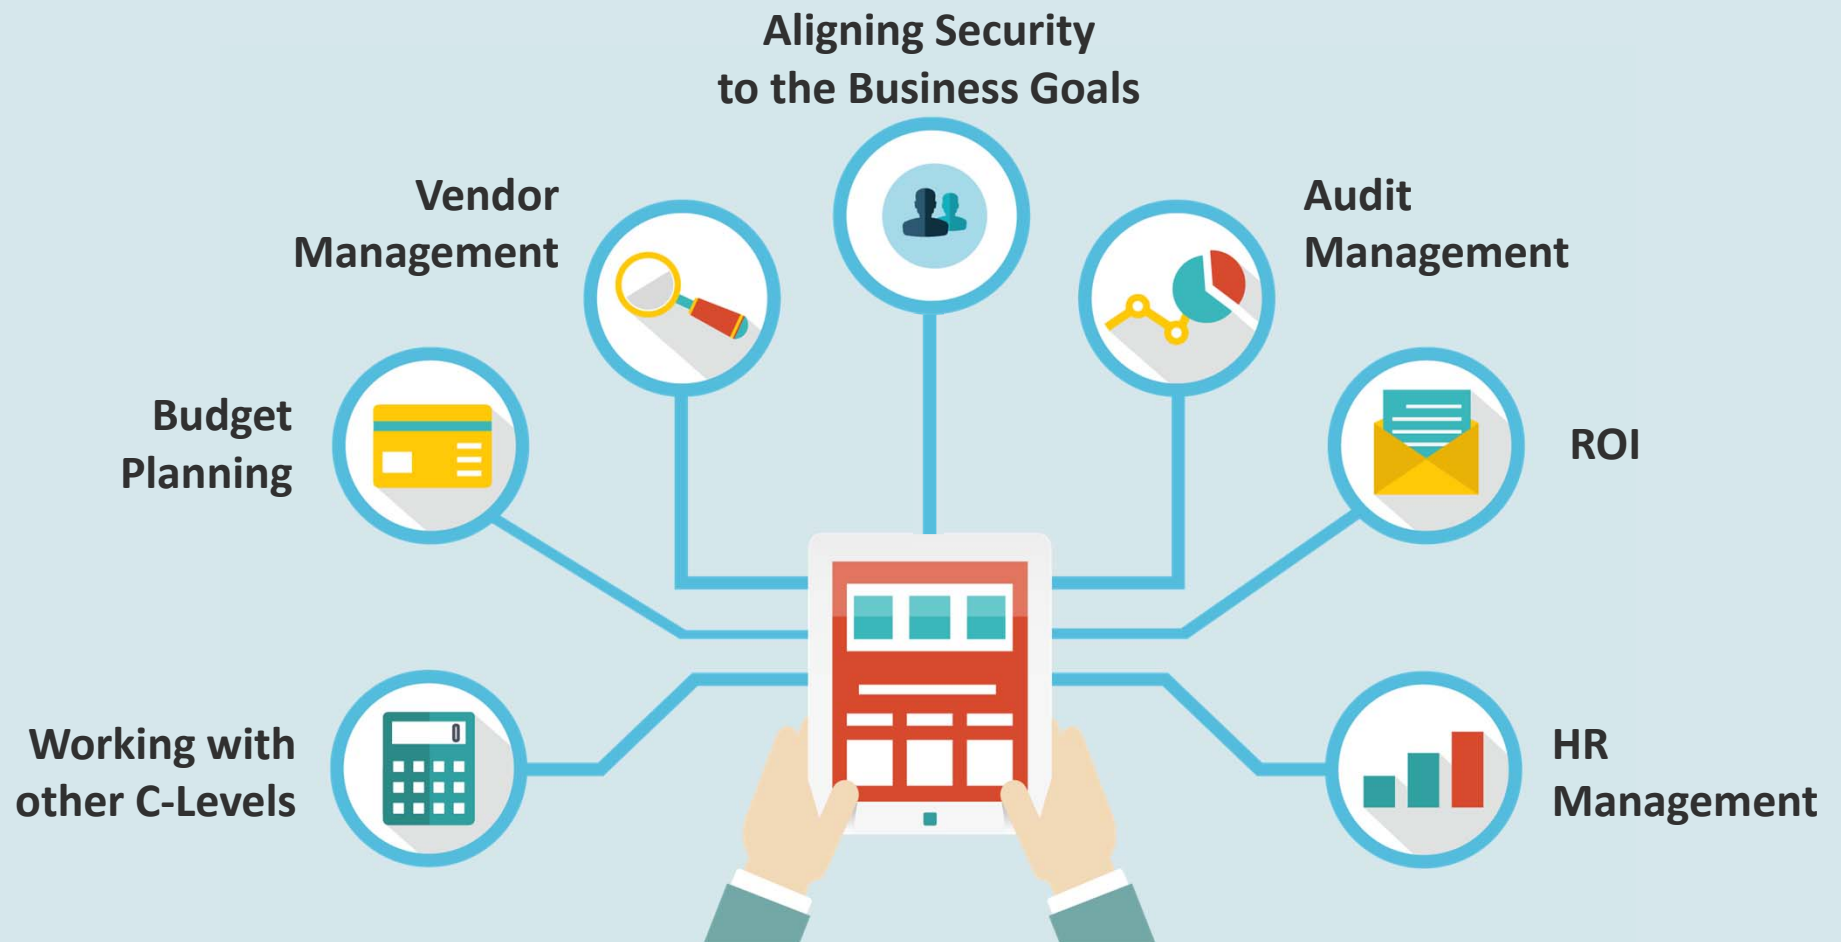 Aligning Security
to the Business Goals
Vendor
Management
Audit
Management
Budget
Planning
ROI
Working with
other C-Levels
HR
Management